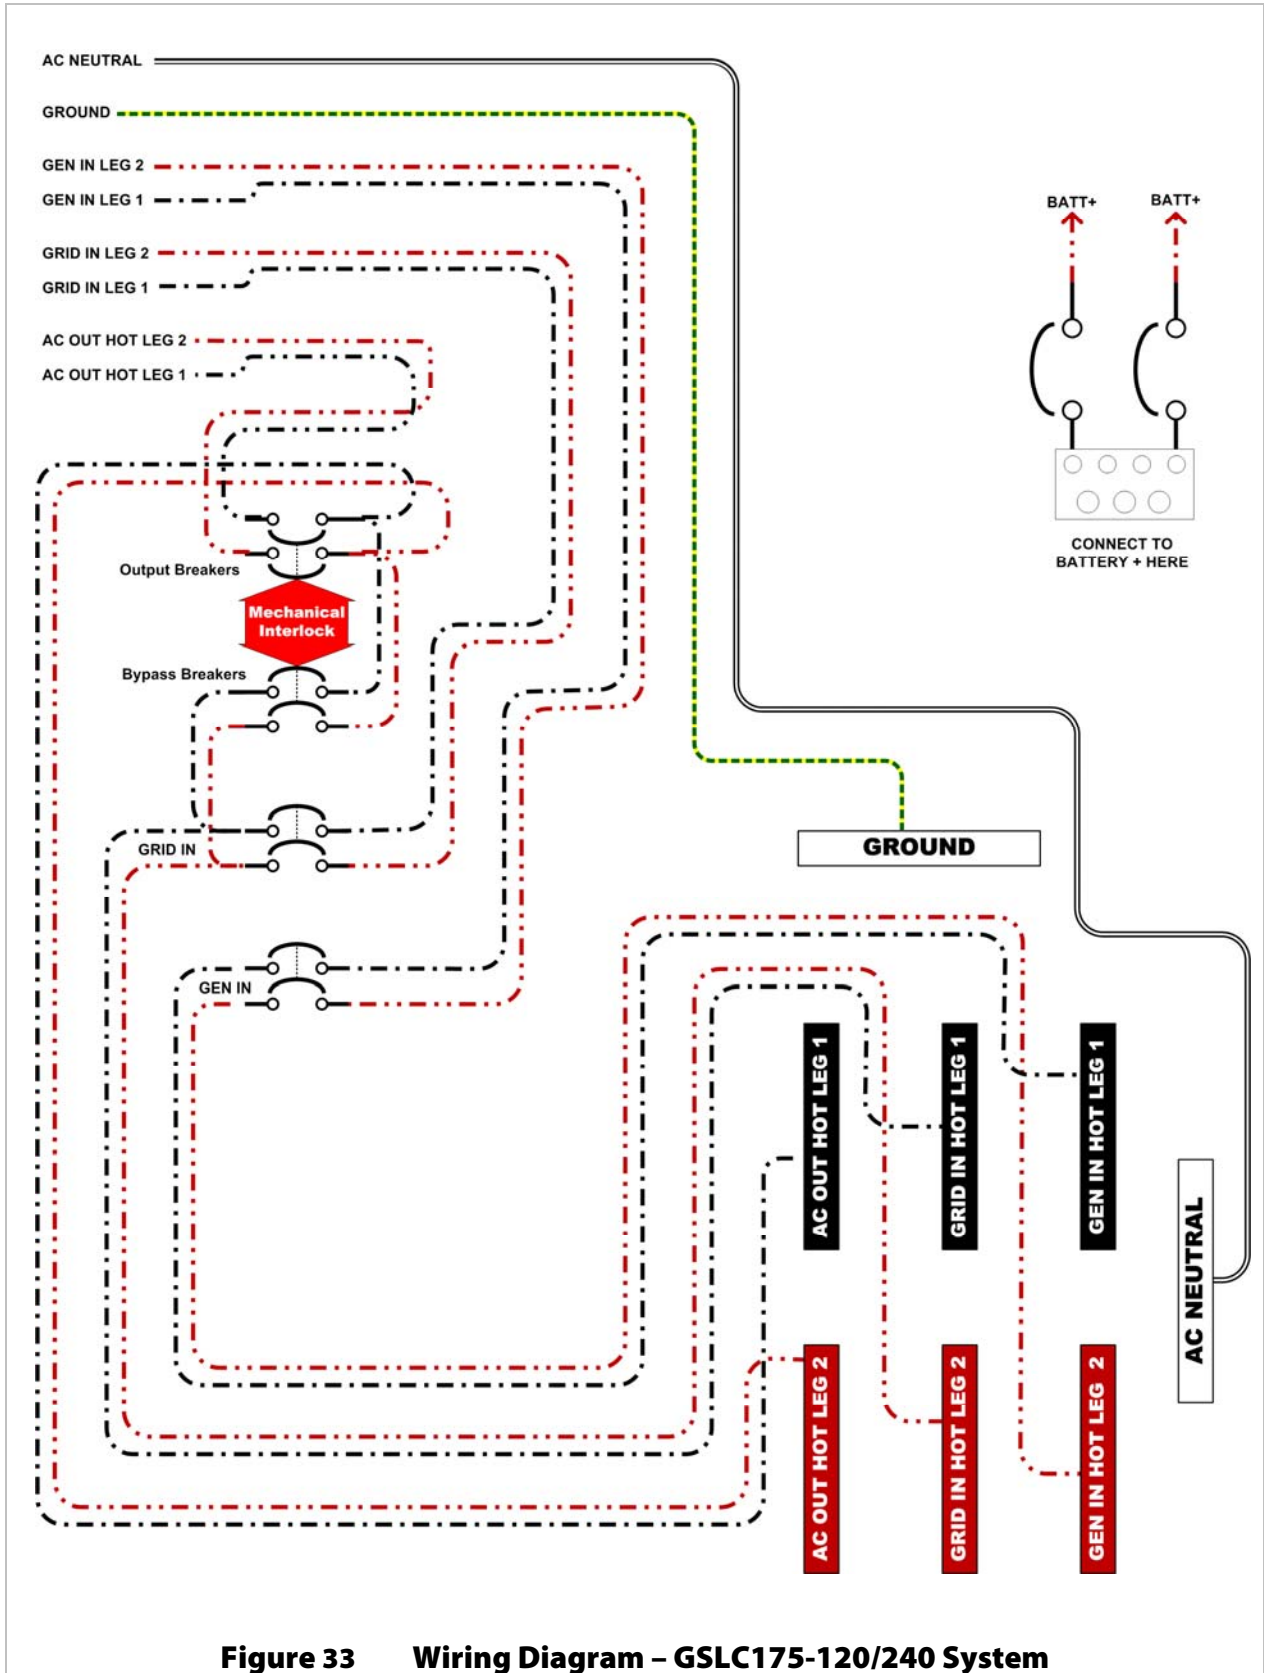 AC NEUTRAL
GROUND
GEN IN LEG 2
GEN IN LEG 1
GRID IN LEG 2
GRID IN LEG 1
AC OUT HOT LEG 2
AC OUT HOT LEG 1
BATT+
BATT+
CONNECT TO
BATTERY + HERE
Output Breakers
Mechanical
Interlock
Bypass Breakers
GRID IN
GEN IN
GROUND
AC OUT HOT LEG 1
GRID IN HOT LEG 1
GEN IN HOT LEG 1
AC NEUTRAL
AC OUT HOT LEG 2
GRID IN HOT LEG 2
GEN IN HOT LEG 2
Figure 33 Wiring Diagram – GSLC175-120/240 System